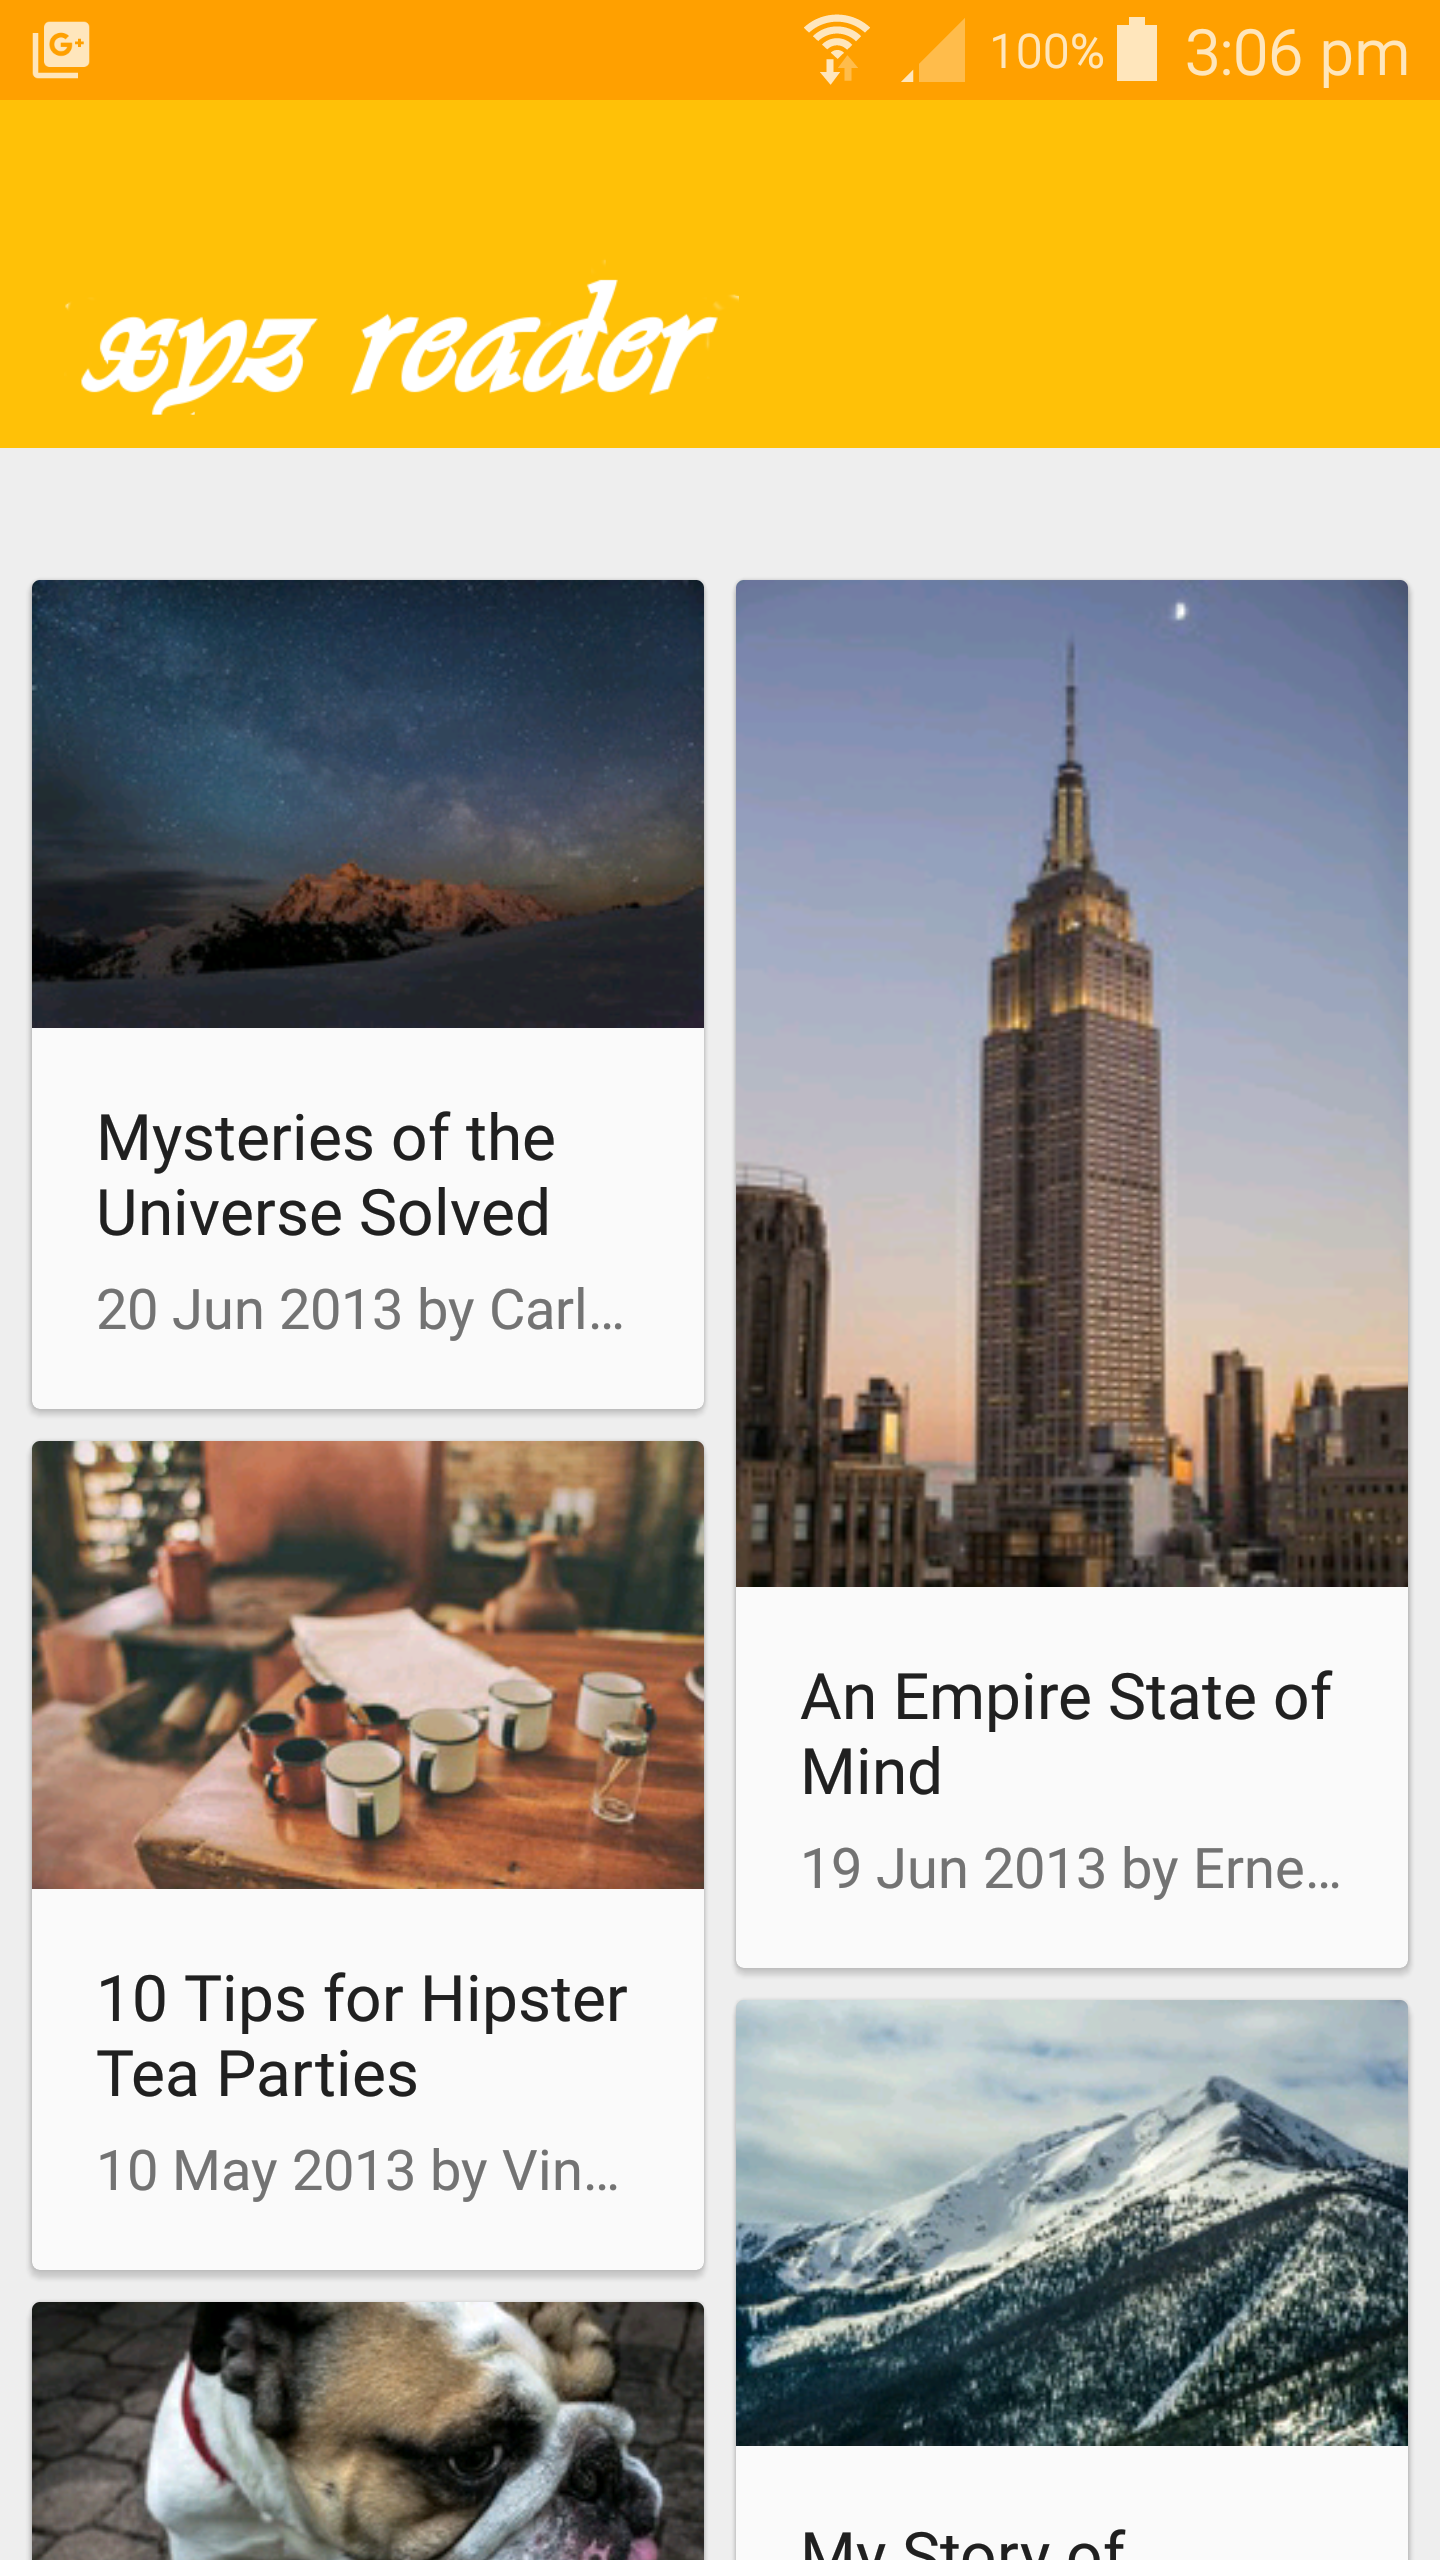 G+
100% 3:06 pm
xyz reader
Mysteries of the
Universe Solved
20 Jun 2013 by Carl...
An Empire State of
Mind
19 Jun 2013 by Erne...
10 Tips for Hipster
Tea Parties
10 May 2013 by Vin...
My Story of